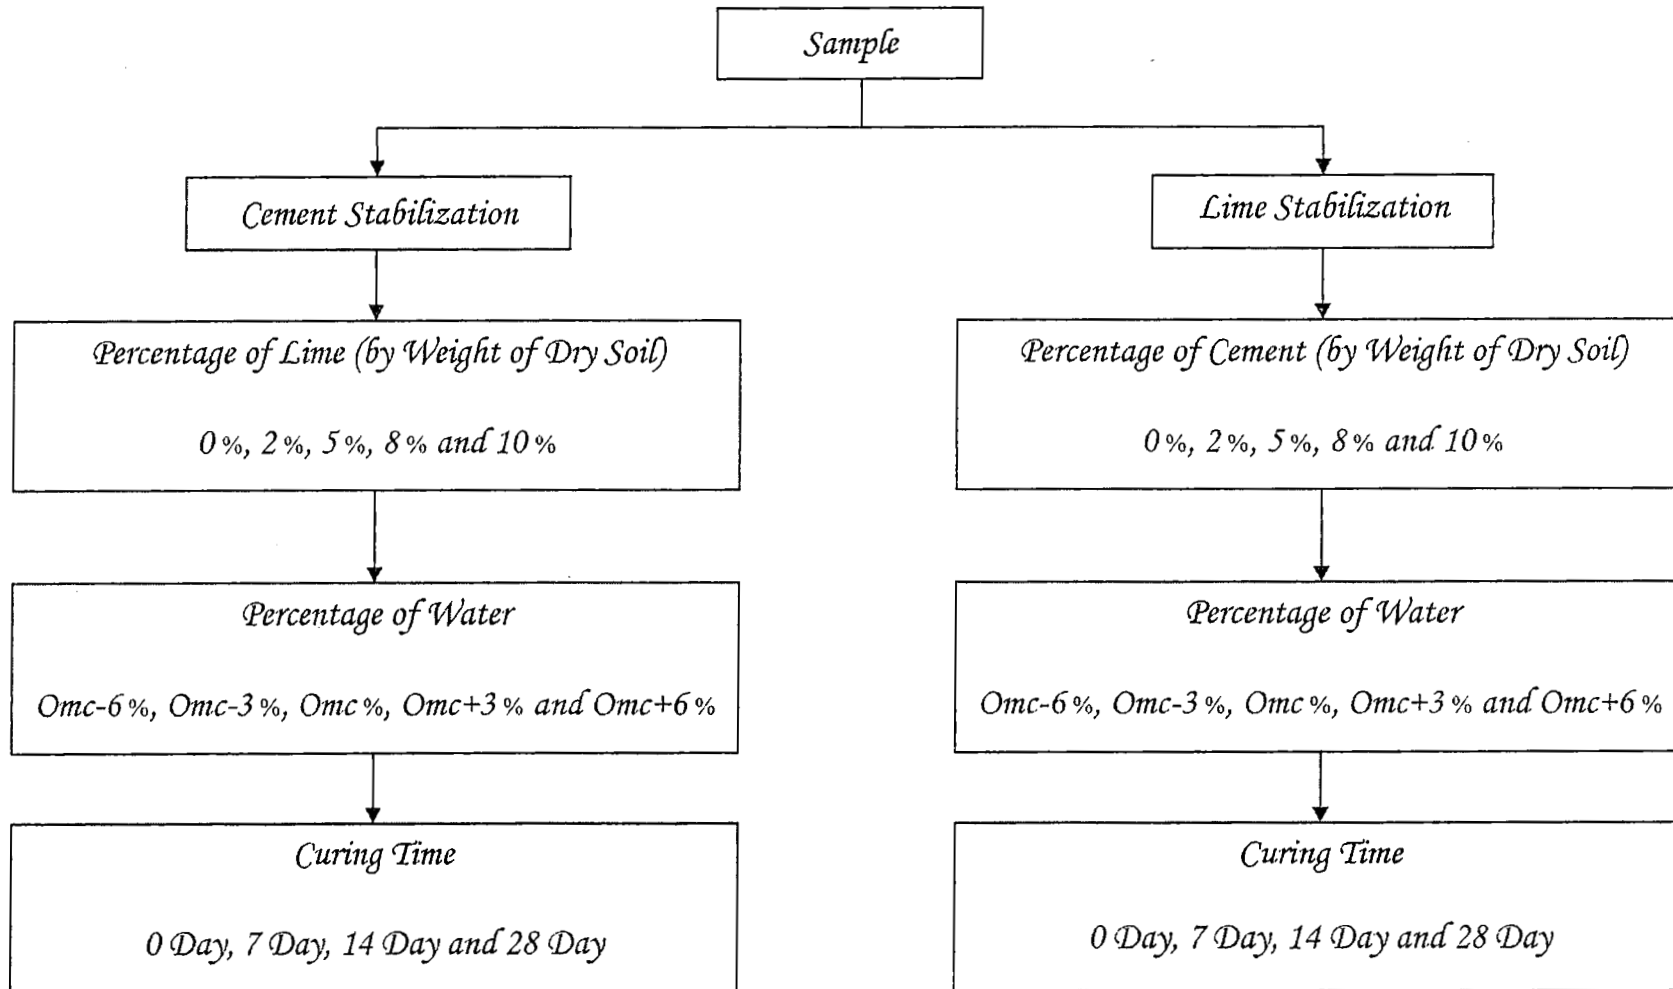 Sample
Cement Stabilization
Percentage of Lime (by Weight of Dry Soil)
0 %, 2 %, 5 %, 8 % and 10 %
Percentage of Water
Omc-6 %, Omc-3 %, Omc %, Omc+3 % and Omc+6 %
Curing Time
0 Day, 7 Day, 14 Day and 28 Day
Lime Stabilization
Percentage of Cement (by Weight of Dry Soil)
0 %, 2 %, 5 %, 8 % and 10 %
Percentage of Water
Omc-6 %, Omc-3 %, Omc %, Omc+3 % and Omc+6 %
Curing Time
0 Day, 7 Day, 14 Day and 28 Day